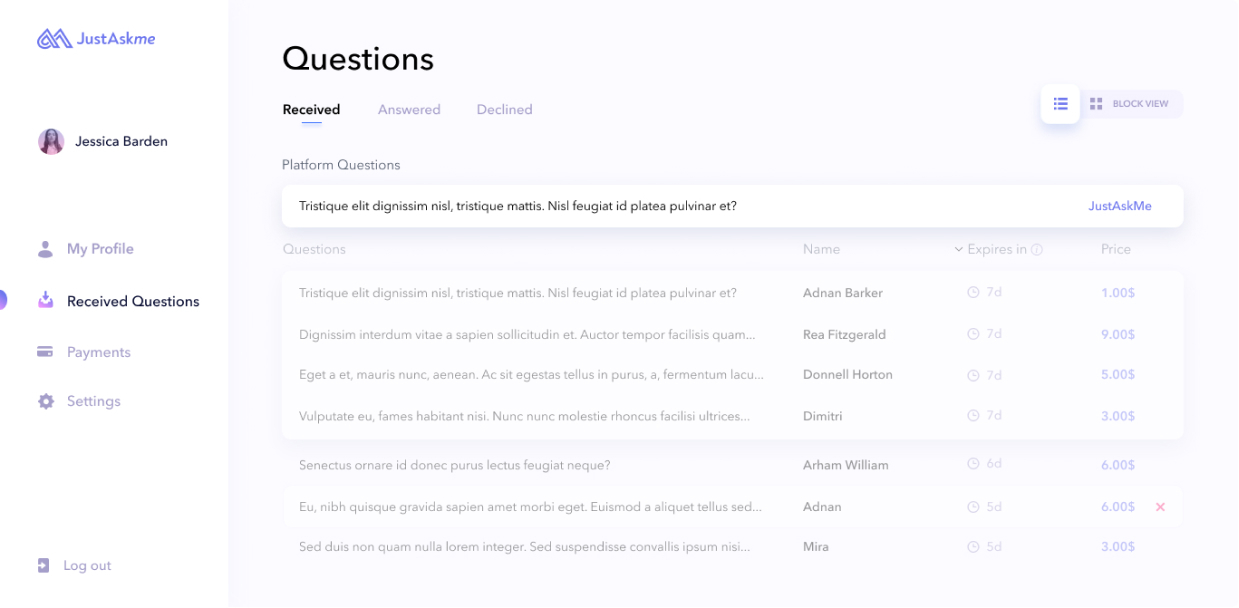 JustAskme
Questions
Received Answered Declined
BLOCK VIEW
Jessica Barden
Platform Questions
Tristique elit dignissim nisl, tristique mattis. Nisl feugiat id platea pulvinar et? JustAskMe
My Profile
Received Questions
Payments
Settings
Log out
Questions Name Expires in Price
Tristique elit dignissim nisl, tristique mattis. Nisl feugiat id platea pulvinar et? Adnan Barker 7d 1.00$
Dignissim interdum vitae a sapien sollicitudin et. Auctor tempor facilisis quam... Rea Fitzgerald 7d 9.00$
Eget a et, mauris nunc, aenean. Ac sit egestas tellus in purus, a, fermentum lacu... Donnell Horton 7d 5.00$
Vulputate eu, fames habitant nisi. Nunc nunc molestie rhoncus facilisi ultrices... Dimitri 7d 3.00$
Senectus ornare id donec purus lectus feugiat neque? Arham William 6d 6.00$
Eu, nibh quisque gravida sapien amet morbi eget. Euismod a aliquet tellus sed... Adnan 5d 6.00$
Sed duis non quam nulla lorem integer. Sed suspendisse convallis ipsum nisi... Mira 5d 3.00$